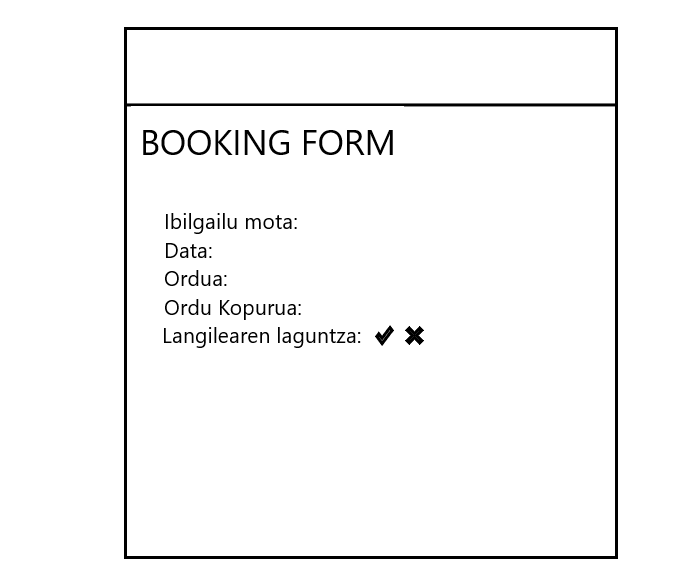 BOOKING FORM
Ibilgailu mota:
Data:
Ordua:
Ordu Kopurua:
Langilearen laguntza: ✔ ✖